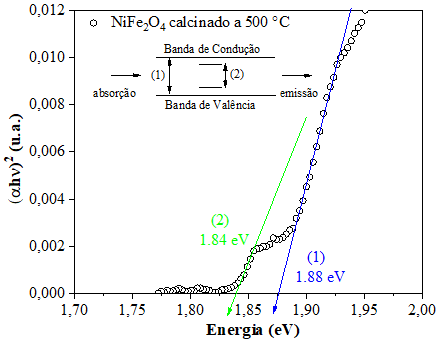 NiFe2O4 calcinado a 500 °C
Banda de Condução
(1)
(2)
absorção
emissão
Banda de Valência
(2)
1.84 eV
(1)
1.88 eV
(αhν)² (u.a.)
0,012
0,010
0,008
0,006
0,004
0,002
0,000
1,70 1,75 1,80 1,85 1,90 1,95 2,00
Energia (eV)